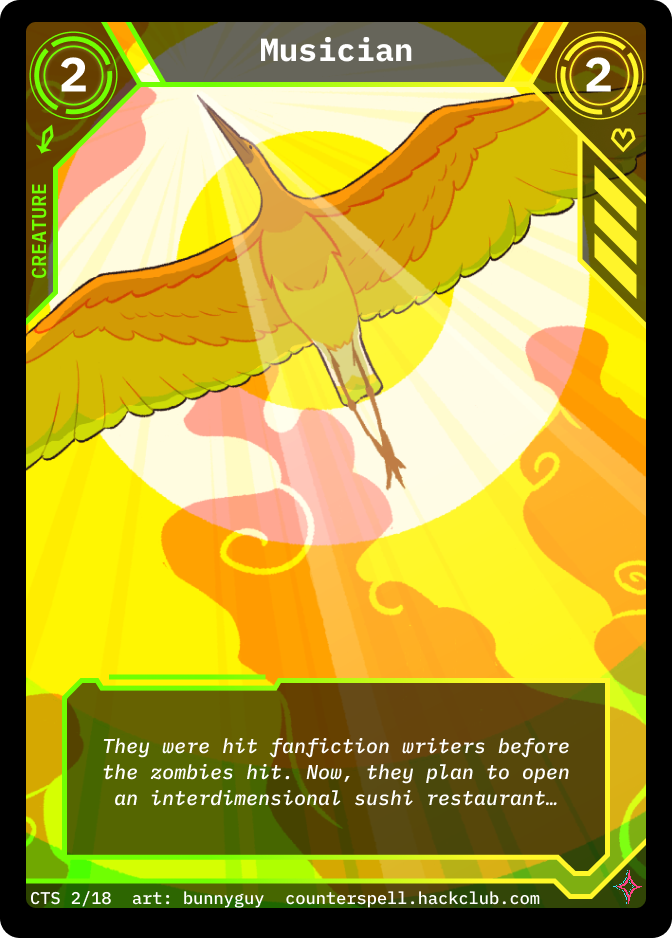 2
Musician
2
CREATURE
They were hit fanfiction writers before
the zombies hit. Now, they plan to open
an interdimensional sushi restaurant…
CTS 2/18 art: bunnyguy counterspell.hackclub.com